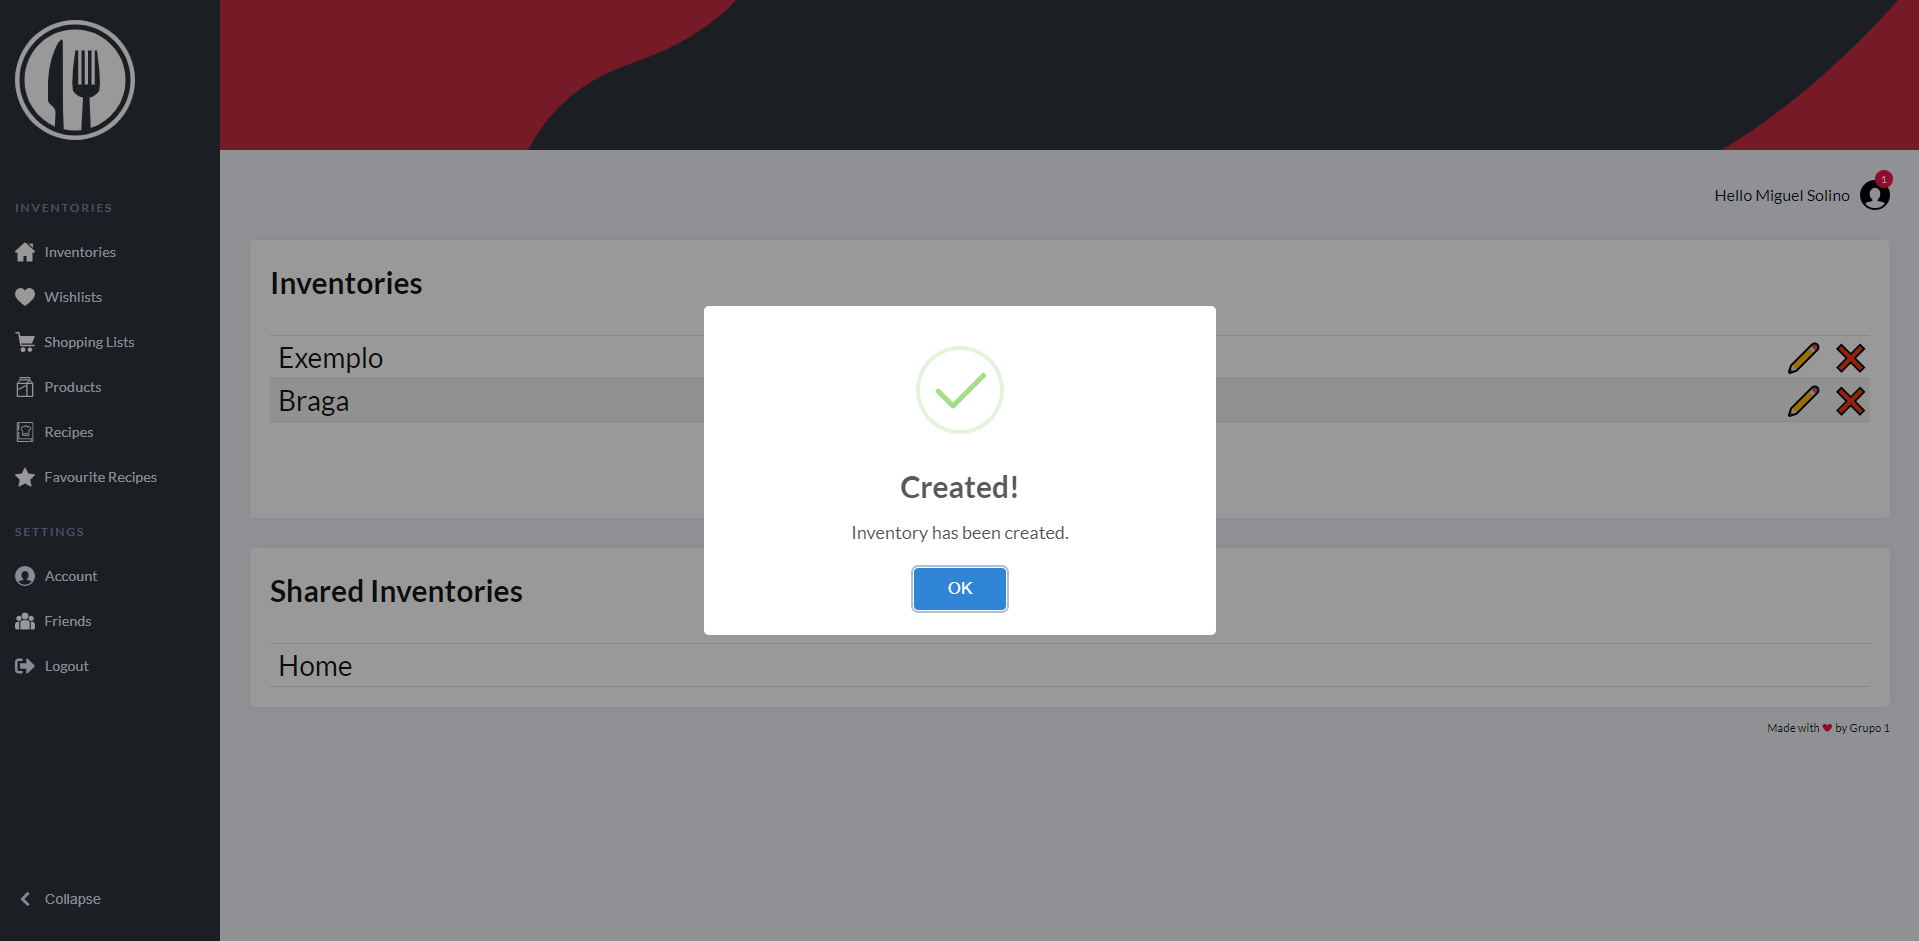 INVENTORIES
Inventories
Wishlists
Shopping Lists
Products
Recipes
Favourite Recipes
SETTINGS
Account
Friends
Logout
Collapse
1
Hello Miguel Solino
Inventories
Exemplo
Braga
Created!
Inventory has been created.
OK
Shared Inventories
Home
Made with ❤ by Grupo 1